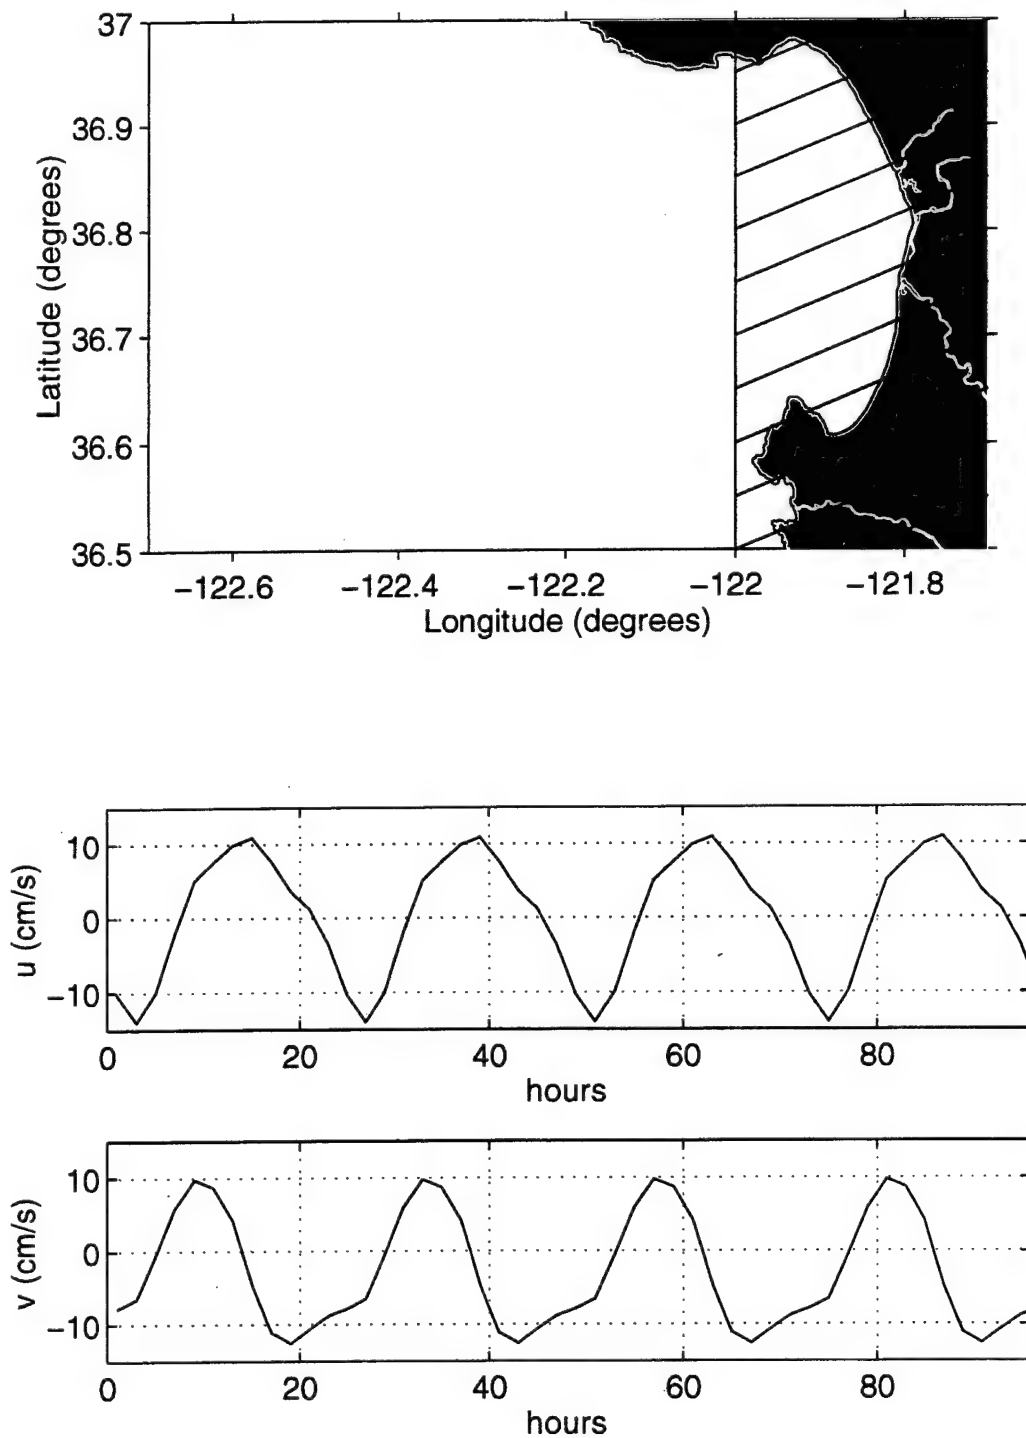 37
36.9
36.8
36.7
36.6
36.5
Latitude (degrees)
−122.6 −122.4 −122.2 −122 −121.8
Longitude (degrees)
10
0
−10
u (cm/s)
0 20 40 60 80
hours
10
0
−10
v (cm/s)
0 20 40 60 80
hours